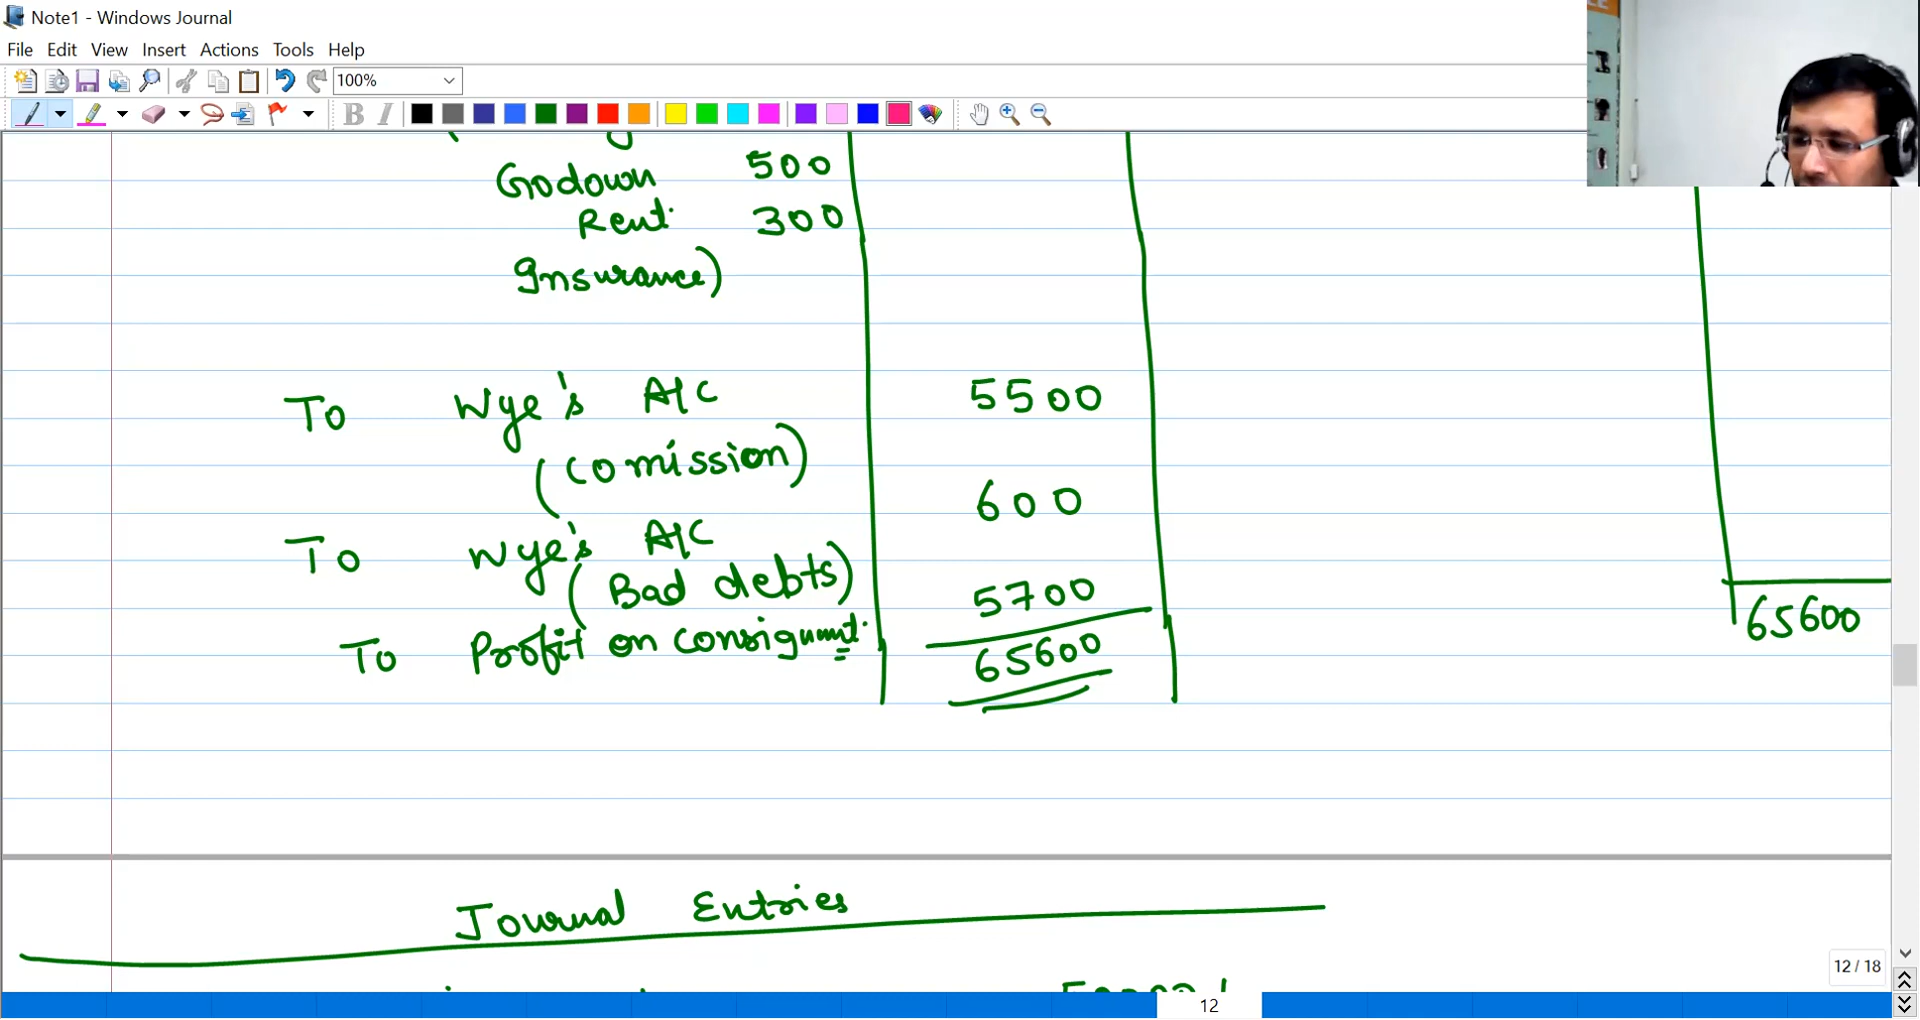 Note1 - Windows Journal
File Edit View Insert Actions Tools Help
100%
B I
Godown 500
Rent 300
Insurance)
To Wye's A/C 5500
(Comission)
600
To Wye's A/C
(Bad debts)
5700
To Profit on consignment.
65600
65600
Journal Entries
12 / 18
12